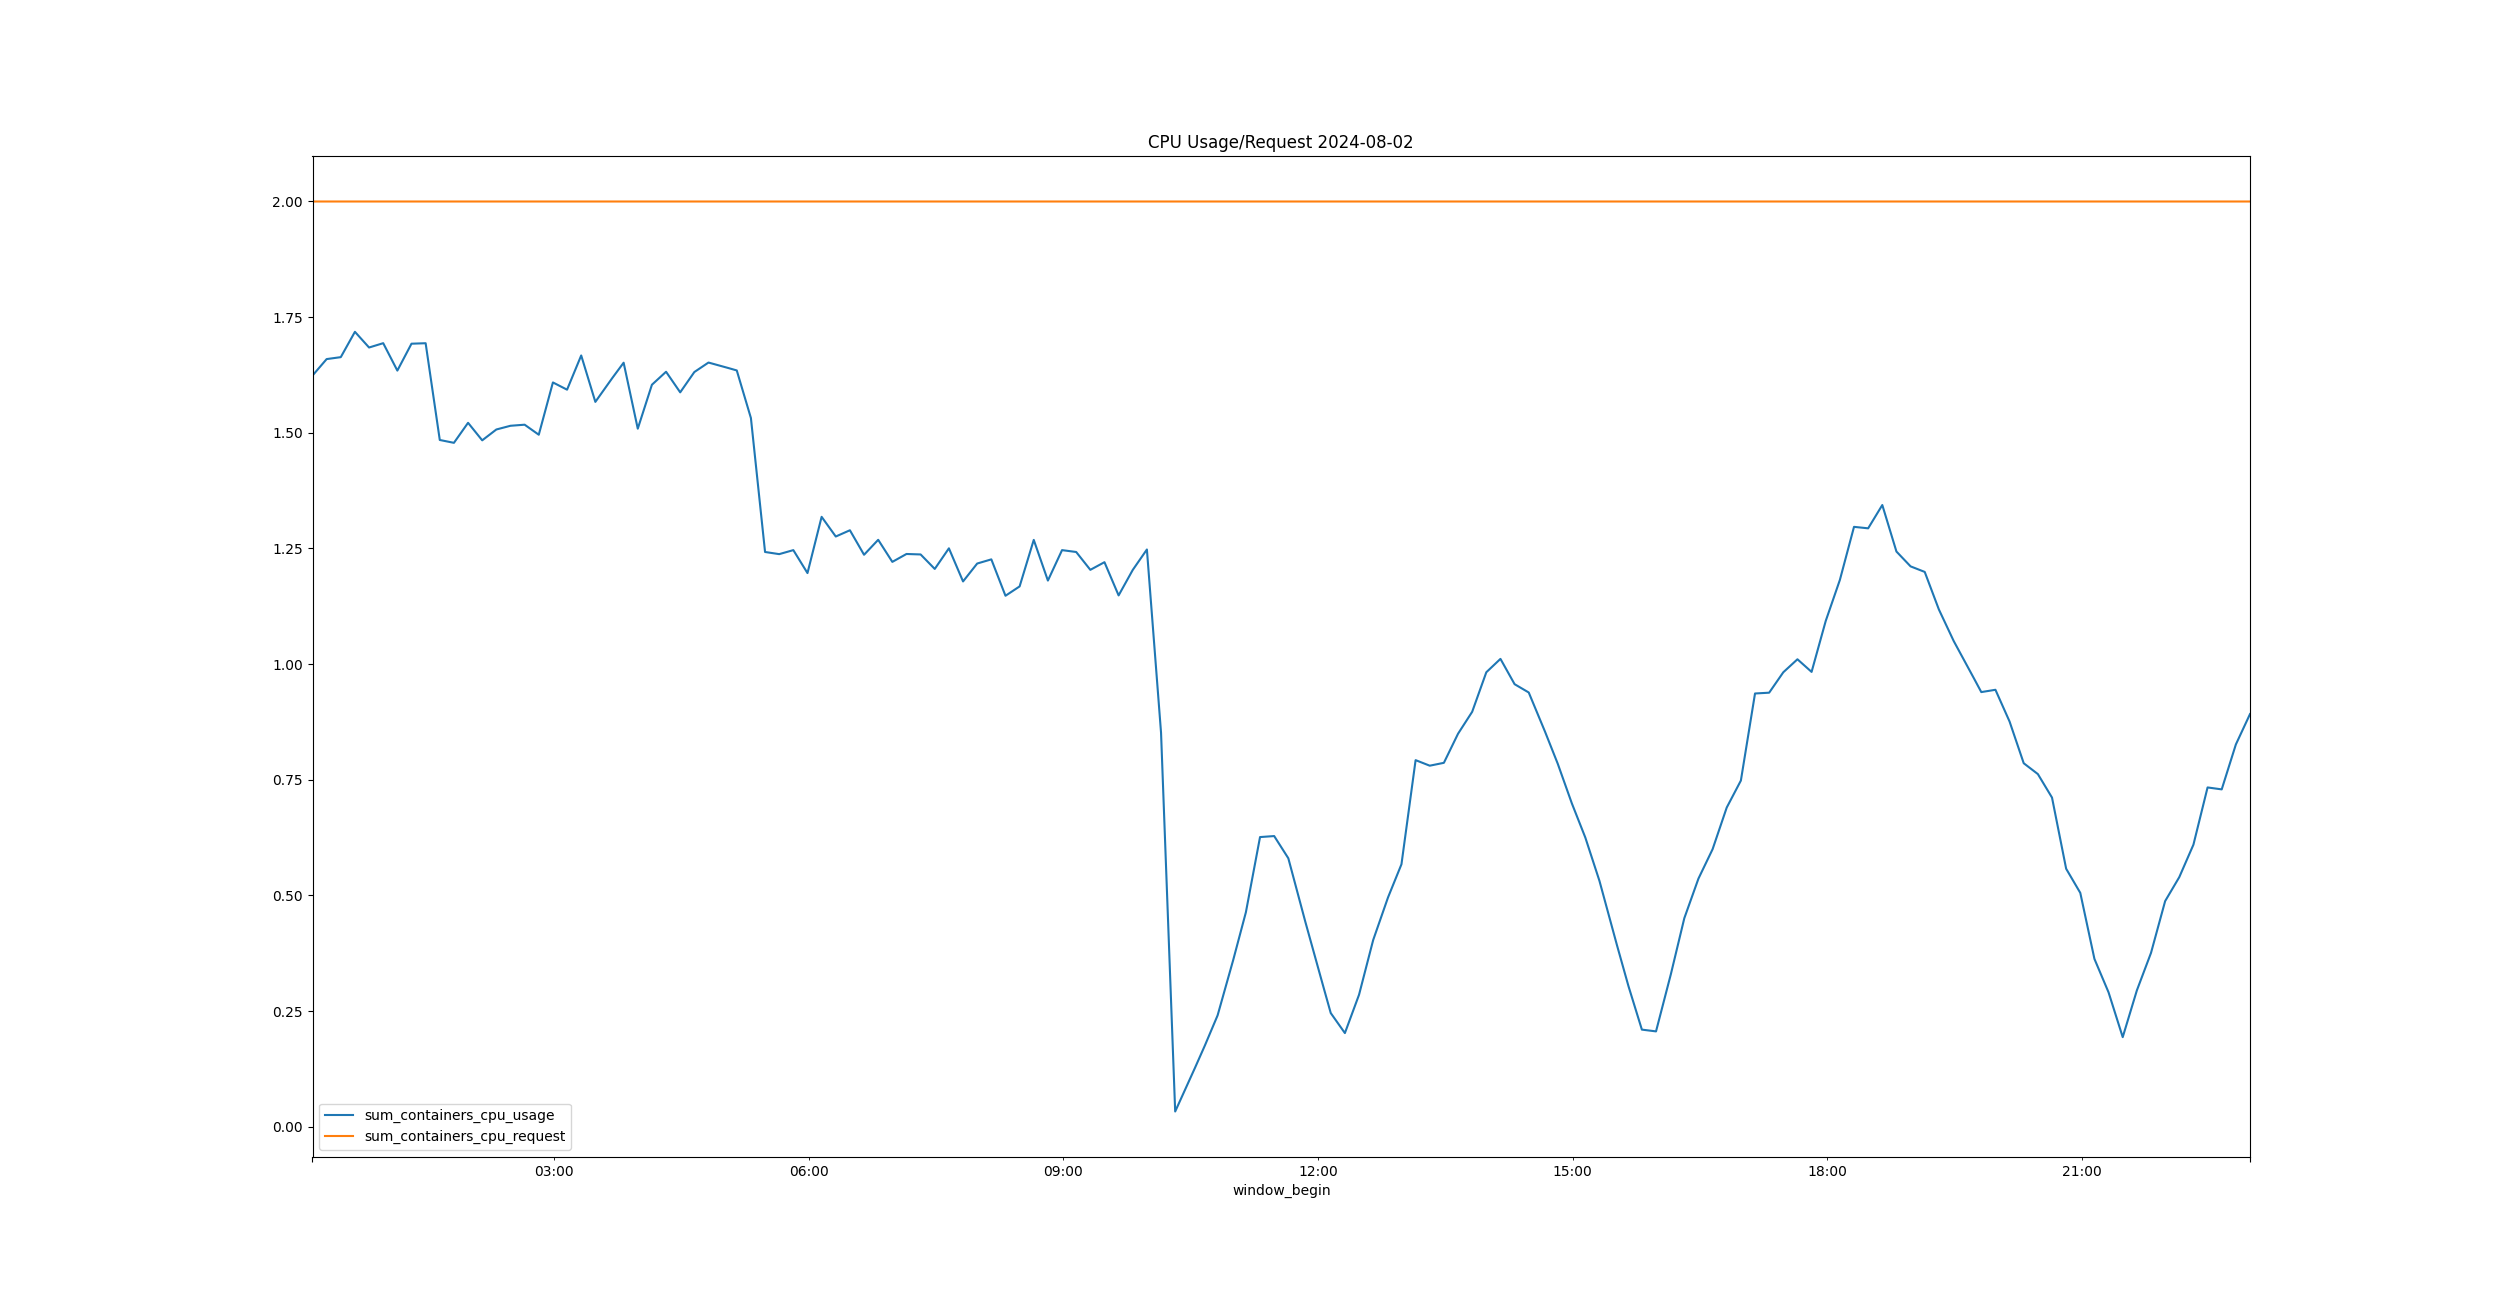 CPU Usage/Request 2024-08-02
2.00
1.75
1.50
1.25
1.00
0.75
0.50
0.25
0.00
sum_containers_cpu_usage
sum_containers_cpu_request
03:00 06:00 09:00 12:00 15:00 18:00 21:00
window_begin